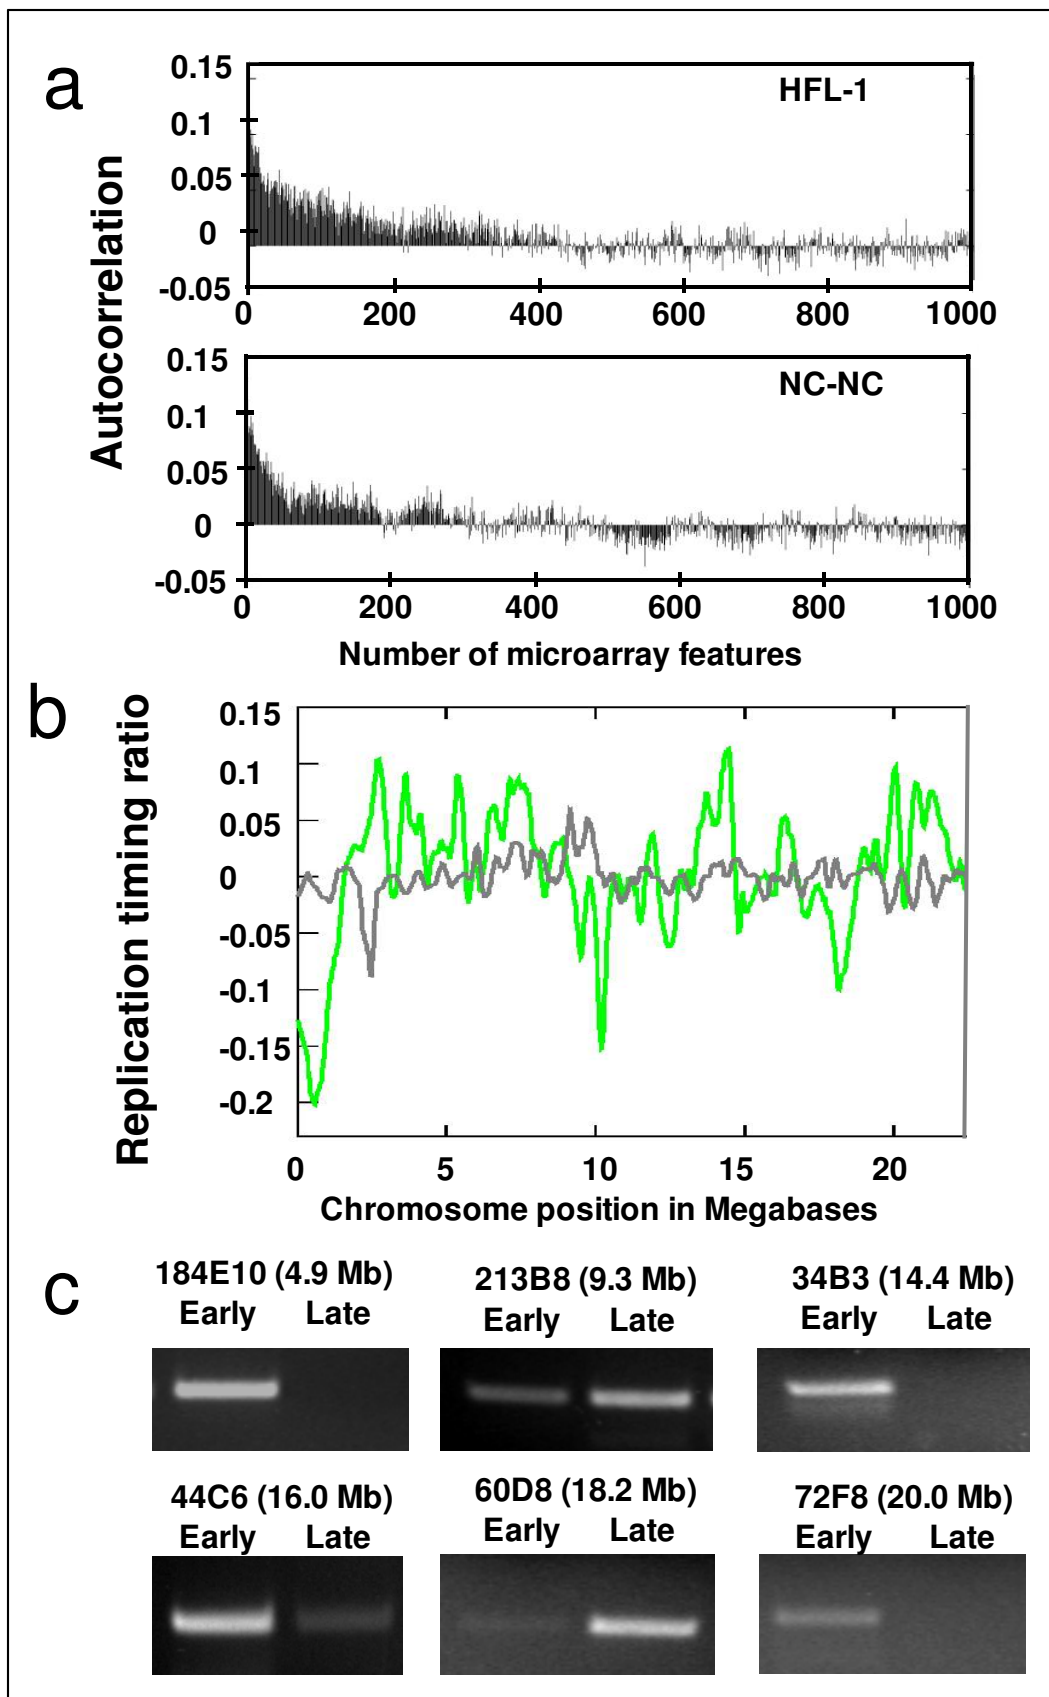 a
0.15
HFL-1
0.1
0.05
0
-0.05
0 200 400 600 800 1000
Autocorrelation
0.15
NC-NC
0.1
0.05
0
-0.05
0 200 400 600 800 1000
Number of microarray features
b
Replication timing ratio
0.15
0.1
0.05
0
-0.05
-0.1
-0.15
-0.2
0 5 10 15 20
Chromosome position in Megabases
c
184E10 (4.9 Mb) 213B8 (9.3 Mb) 34B3 (14.4 Mb)
Early Late Early Late Early Late
44C6 (16.0 Mb) 60D8 (18.2 Mb) 72F8 (20.0 Mb)
Early Late Early Late Early Late